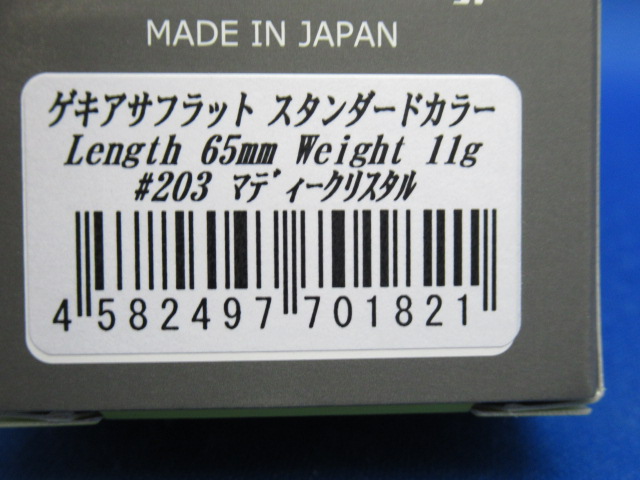 MADE IN JAPAN
ゲキアサフラット スタンダードカラー
Length 65mm Weight 11g
#203 ﾏﾃﾞｨｰクリスタル
4 582497 701821